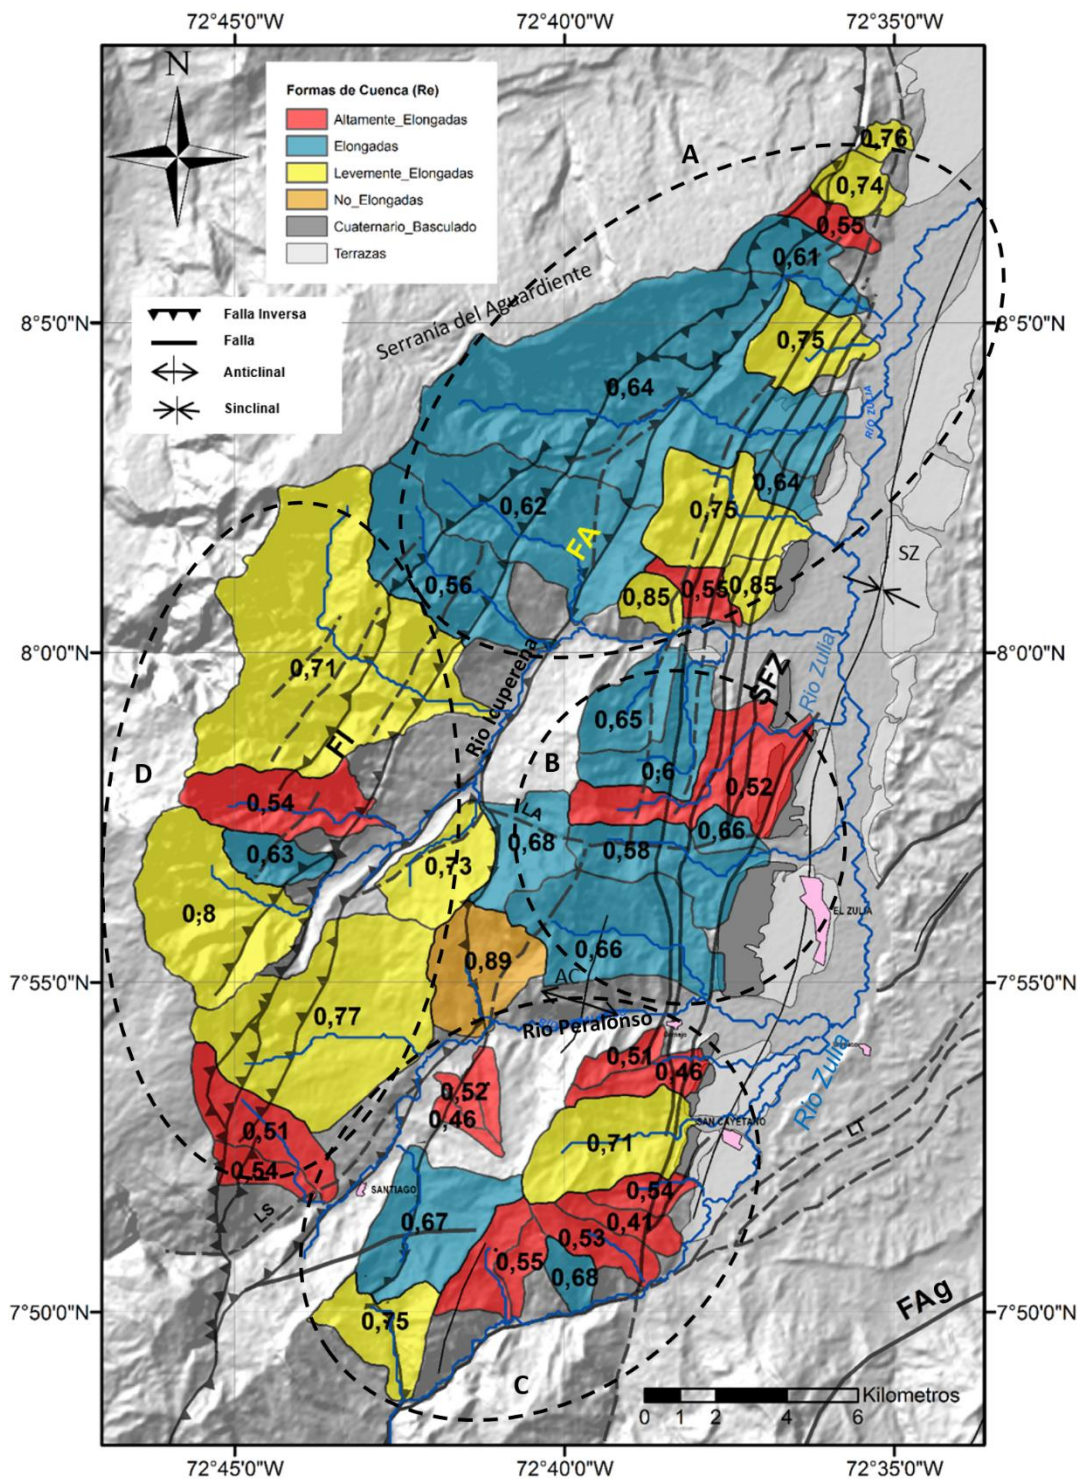 72°45'0"W
72°40'0"W
72°35'0"W
N
Formas de Cuenca (Re)
Altamente_Elongadas
Elongadas
Levemente_Elongadas
No_Elongadas
Cuaternario_Basculado
Terrazas
Falla Inversa
Falla
Anticlinal
Sinclinal
A
0,76
0,74
0,55
0,61
Serranía del Aguardiente
8°5'0"N
8°5'0"N
0,75
0,64
RÍO ZULIA
0,64
0,75
0,62
FA
SZ
0,56
0,85
0,55
0,85
8°0'0"N
8°0'0"N
0,71
Rio Icuperena
SFZ
Rio Zulia
0,65
FI
B
D
0,6
0,52
0,54
LA
0,66
0,68
0,58
0,63
0,73
0,8
EL ZULIA
0,66
0,89
AC
7°55'0"N
7°55'0"N
0,77
Rio Peralonso
Rio Zulia
0,51
0,46
0,52
0,46
0,71
SAN CAYETANO
LT
0,51
0,54
SANTIAGO
0,54
LS
0,67
0,41
0,53
0,55
0,68
FAg
7°50'0"N
7°50'0"N
0,75
C
Kilometros
0 1 2 4 6
72°45'0"W
72°40'0"W
72°35'0"W